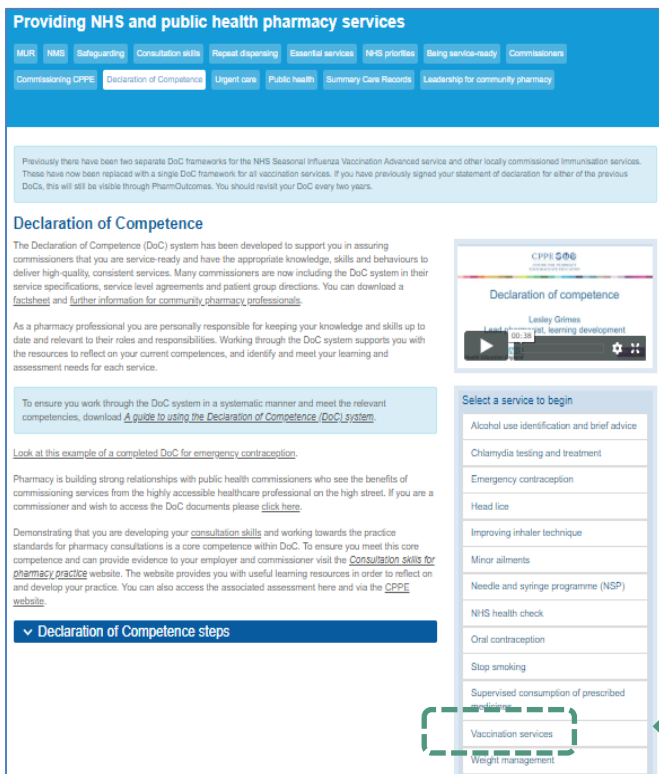 Providing NHS and public health pharmacy services
MUR NMS Safeguarding Consultation skills Repeat dispensing Essential services NHS priorities Being service-ready Commissioners
Commissioning CPPE Declaration of Competence Urgent care Public health Summary Care Records Leadership for community pharmacy
Previously there have been two separate DoC frameworks for the NHS Seasonal Influenza Vaccination Advanced service and other locally commissioned Immunisation services.
These have now been replaced with a single DoC framework for all vaccination services. If you have previously signed your statement of declaration for either of the previous
DoCs, this will still be visible through PharmOutcomes. You should revisit your DoC every two years.
Declaration of Competence
The Declaration of Competence (DoC) system has been developed to support you in assuring
commissioners that you are service-ready and have the appropriate knowledge, skills and behaviours to
deliver high-quality, consistent services. Many commissioners are now including the DoC system in their
service specifications, service level agreements and patient group directions. You can download a
factsheet and further information for community pharmacy professionals.
As a pharmacy professional you are personally responsible for keeping your knowledge and skills up to
date and relevant to their roles and responsibilities. Working through the DoC system supports you with
the resources to reflect on your current competences, and identify and meet your learning and
assessment needs for each service.
To ensure you work through the DoC system in a systematic manner and meet the relevant
competencies, download A guide to using the Declaration of Competence (DoC) system.
Look at this example of a completed DoC for emergency contraception.
Pharmacy is building strong relationships with public health commissioners who see the benefits of
commissioning services from the highly accessible healthcare professional on the high street. If you are a
commissioner and wish to access the DoC documents please click here.
Demonstrating that you are developing your consultation skills and working towards the practice
standards for pharmacy consultations is a core competence within DoC. To ensure you meet this core
competence and can provide evidence to your employer and commissioner visit the Consultation skills for
pharmacy practice website. The website provides you with useful learning resources in order to reflect on
and develop your practice. You can also access the associated assessment here and via the CPPE
website.
Declaration of Competence steps
CPPE
Declaration of competence
Lesley Grimes
Lead pharmacist, learning development
00:38
Select a service to begin
Alcohol use identification and brief advice
Chlamydia testing and treatment
Emergency contraception
Head lice
Improving inhaler technique
Minor ailments
Needle and syringe programme (NSP)
NHS health check
Oral contraception
Stop smoking
Supervised consumption of prescribed
medicines
Vaccination services
Weight management